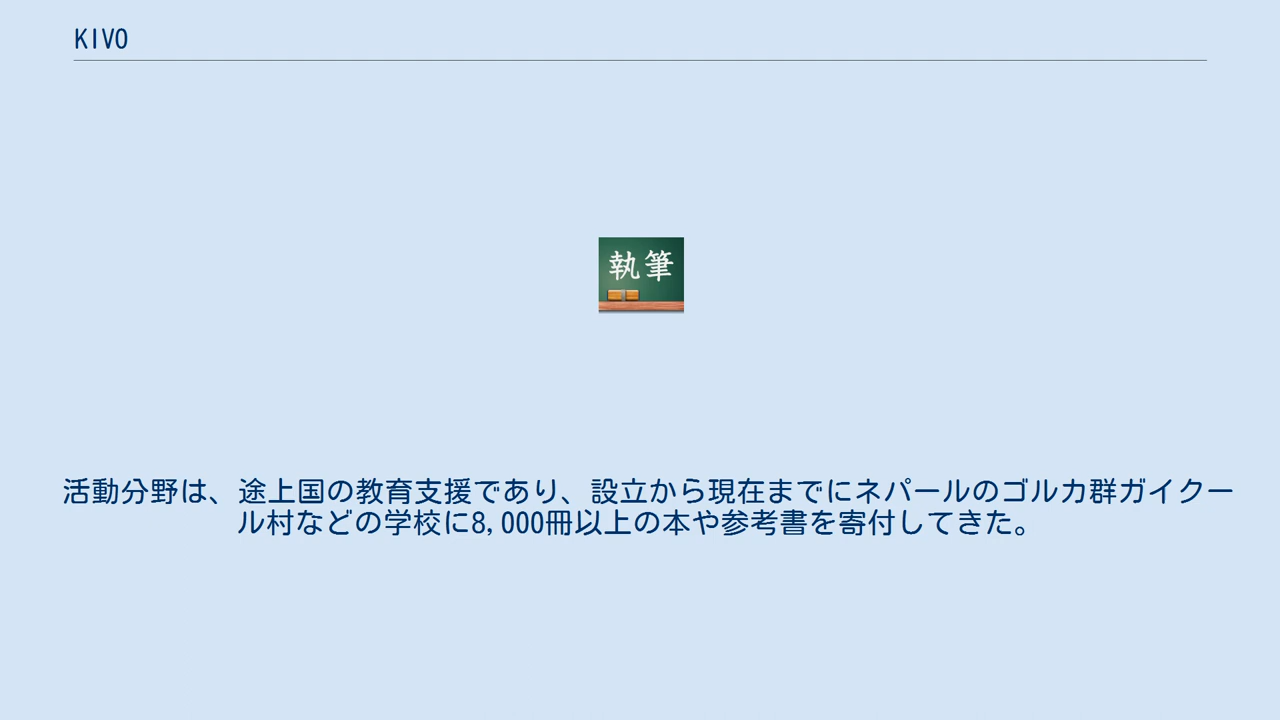 KIVO
執筆
活動分野は、途上国の教育支援であり、設立から現在までにネパールのゴルカ群ガイクー
ル村などの学校に8,000冊以上の本や参考書を寄付してきた。